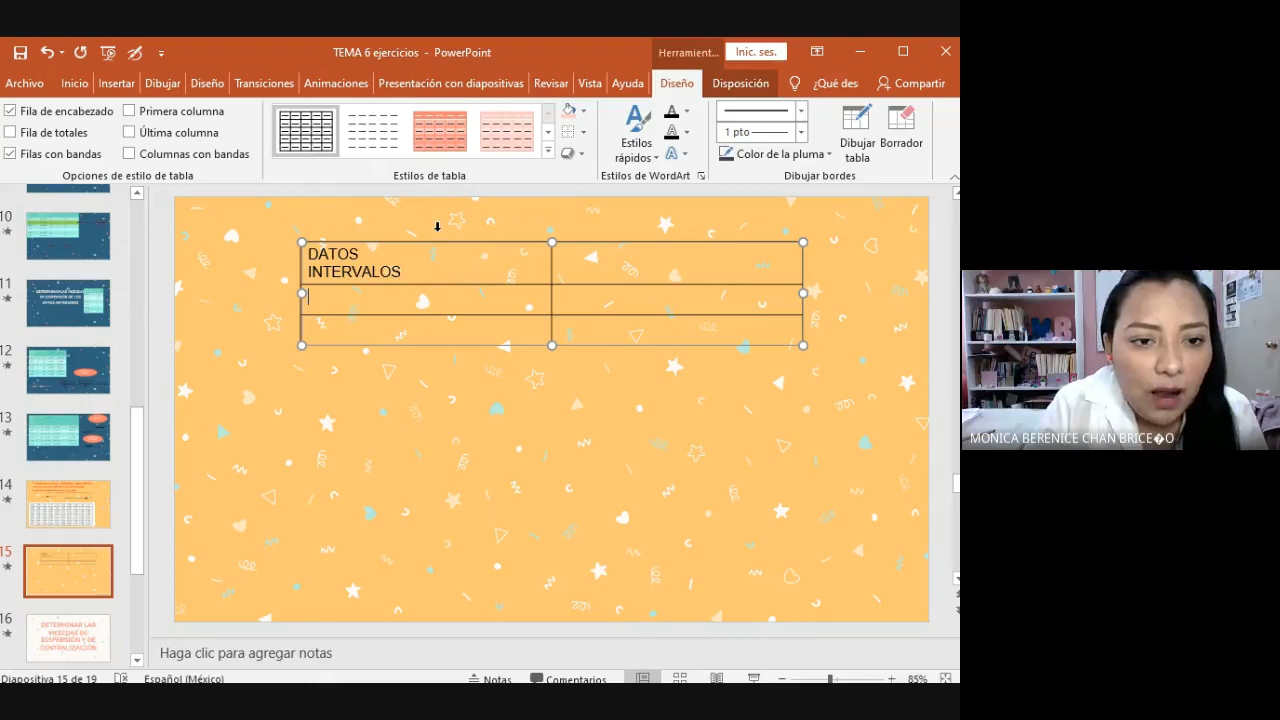 TEMA 6 ejercicios - PowerPoint
Herramient...
Inic. ses.
Archivo
Inicio
Insertar
Dibujar
Diseño
Transiciones
Animaciones
Presentación con diapositivas
Revisar
Vista
Ayuda
Diseño
Disposición
¿Qué des
Compartir
Fila de encabezado
Primera columna
Fila de totales
Última columna
Filas con bandas
Columnas con bandas
Opciones de estilo de tabla
Estilos de tabla
Estilos
rápidos
Estilos de WordArt
1 pto
Color de la pluma
Dibujar
tabla
Borrador
Dibujar bordes
10
11
12
13
14
15
16
DETERMINAR LAS
MEDIDAS DE
DISPERSIÓN Y DE
CENTRALIZACIÓN
DATOS
INTERVALOS
Haga clic para agregar notas
Diapositiva 15 de 19
Español (México)
Notas
Comentarios
85%
MONICA BERENICE CHAN BRICE�O